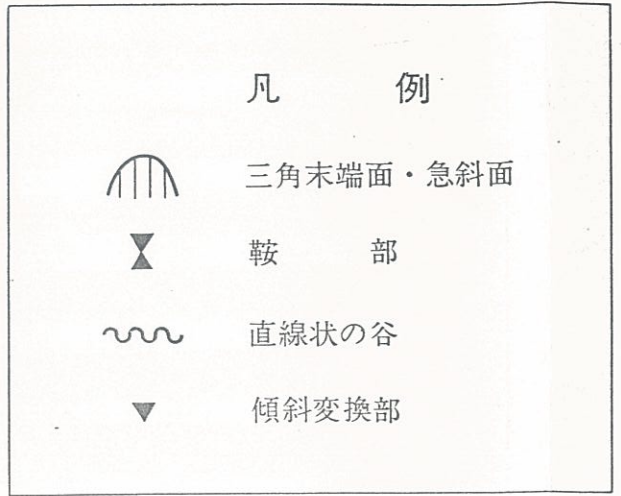 凡例
三角末端面・急斜面
鞍部
直線状の谷
傾斜変換部